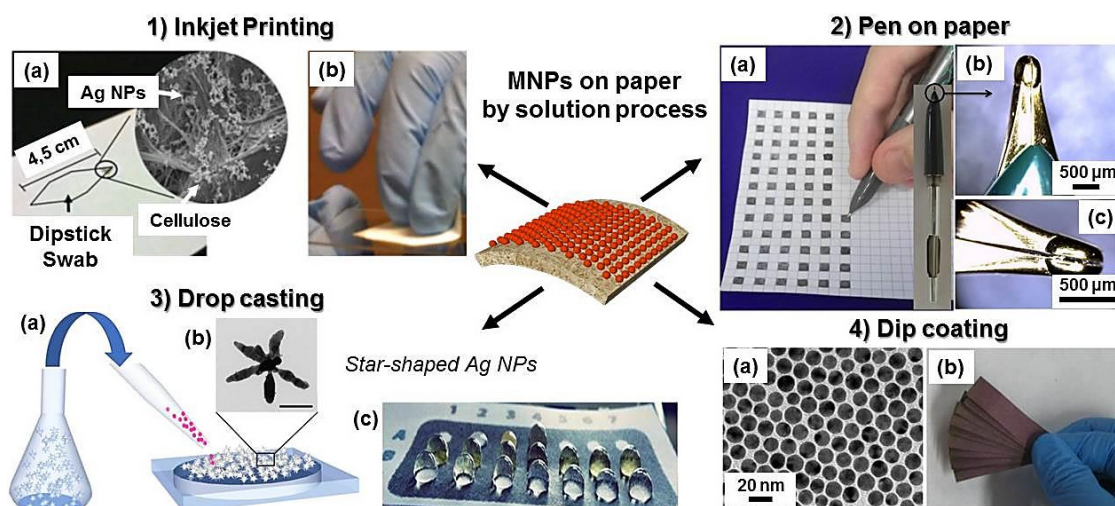 1) Inkjet Printing
(a)
Ag NPs
4,5 cm
Cellulose
Dipstick
Swab
(b)
MNPs on paper
by solution process
2) Pen on paper
(a)
(b)
500 µm
(c)
500 µm
3) Drop casting
(a)
(b)
Star-shaped Ag NPs
(c)
1 2 3 4 5 6 7
A
B
4) Dip coating
(a)
20 nm
(b)